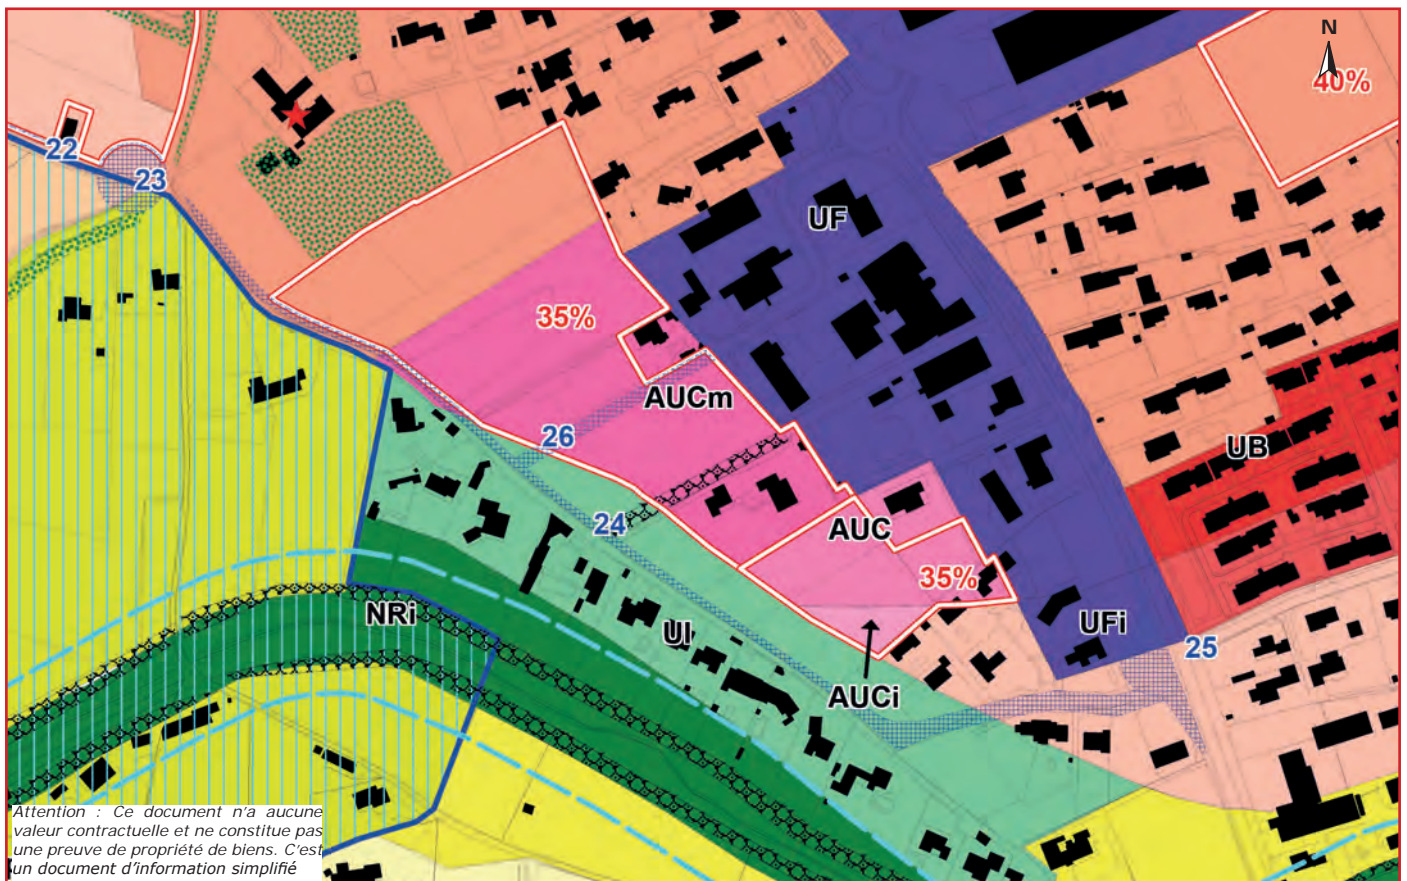 N
40%
22
23
UF
35%
AUCm
26
UB
24
AUC
35%
NRi
UI
UFi
25
AUCi
Attention : Ce document n'a aucune
valeur contractuelle et ne constitue pas
une preuve de propriété de biens. C'est
un document d'information simplifié